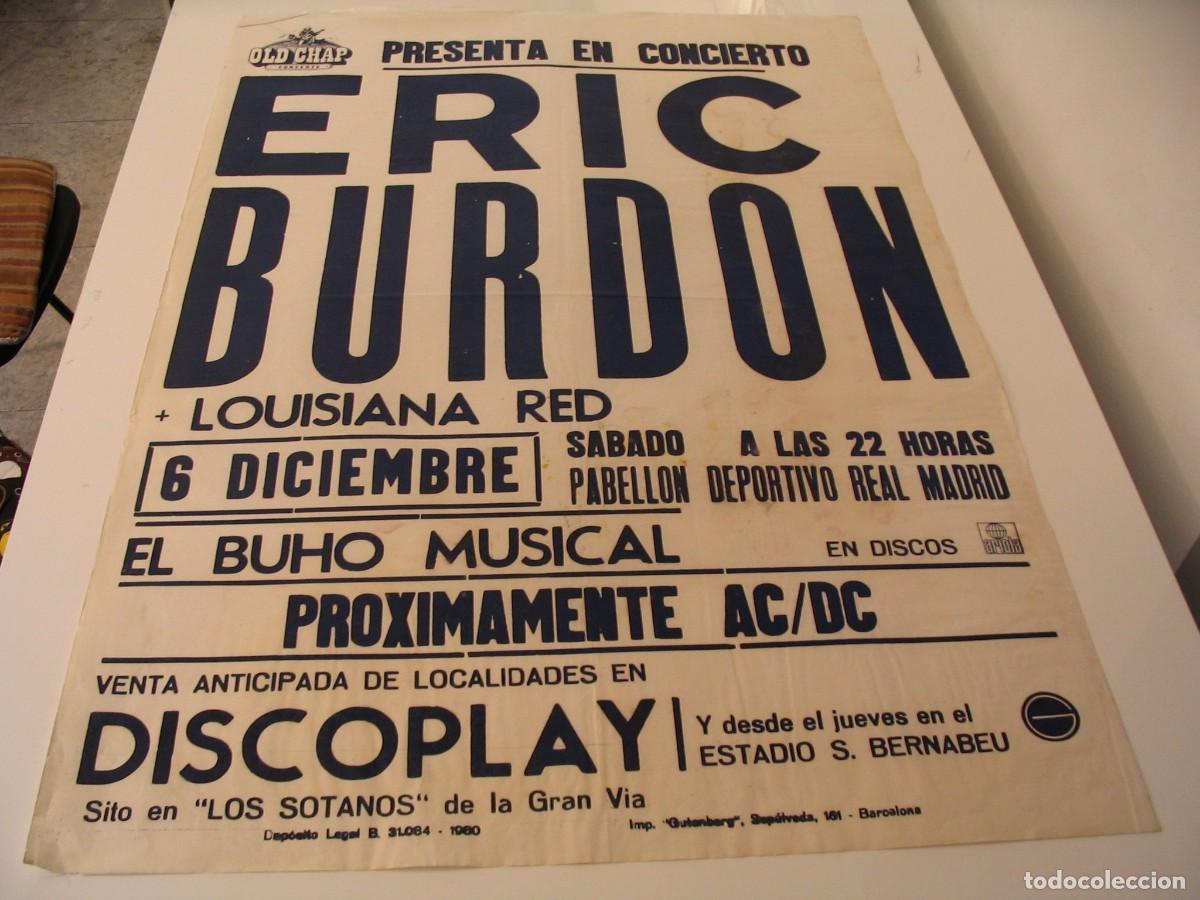 OLD CHAP
CONCERTS
PRESENTA EN CONCIERTO
ERIC
BURDON
+ LOUISIANA RED
6 DICIEMBRE
SABADO A LAS 22 HORAS
PABELLON DEPORTIVO REAL MADRID
EL BUHO MUSICAL
EN DISCOS ariola
PROXIMAMENTE AC/DC
VENTA ANTICIPADA DE LOCALIDADES EN
DISCOPLAY
Y desde el jueves en el
ESTADIO S. BERNABEU
Sito en "LOS SOTANOS" de la Gran Via
Depósito Legal B. 31.084 - 1980
Imp. "Gutenberg", Sepúlveda, 161 - Barcelona
todocoleccion